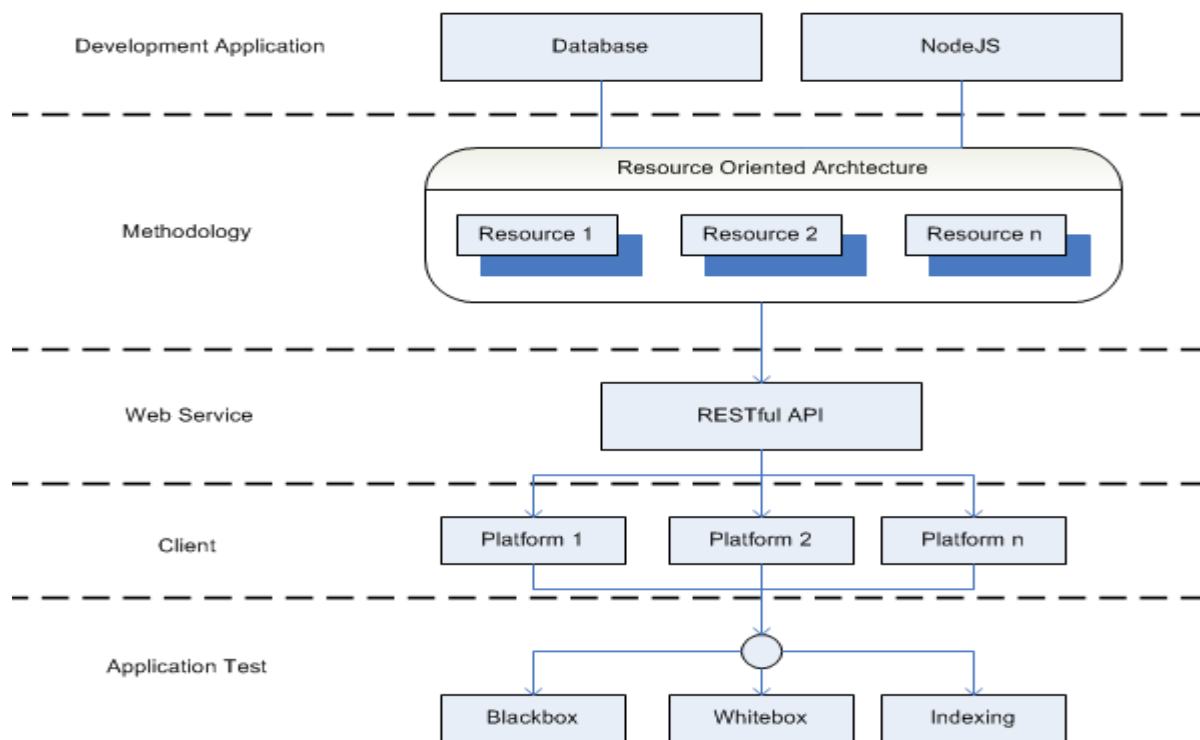 Development Application
Database
NodeJS
Resource Oriented Archtecture
Methodology
Resource 1
Resource 2
Resource n
Web Service
RESTful API
Client
Platform 1
Platform 2
Platform n
Application Test
Blackbox
Whitebox
Indexing